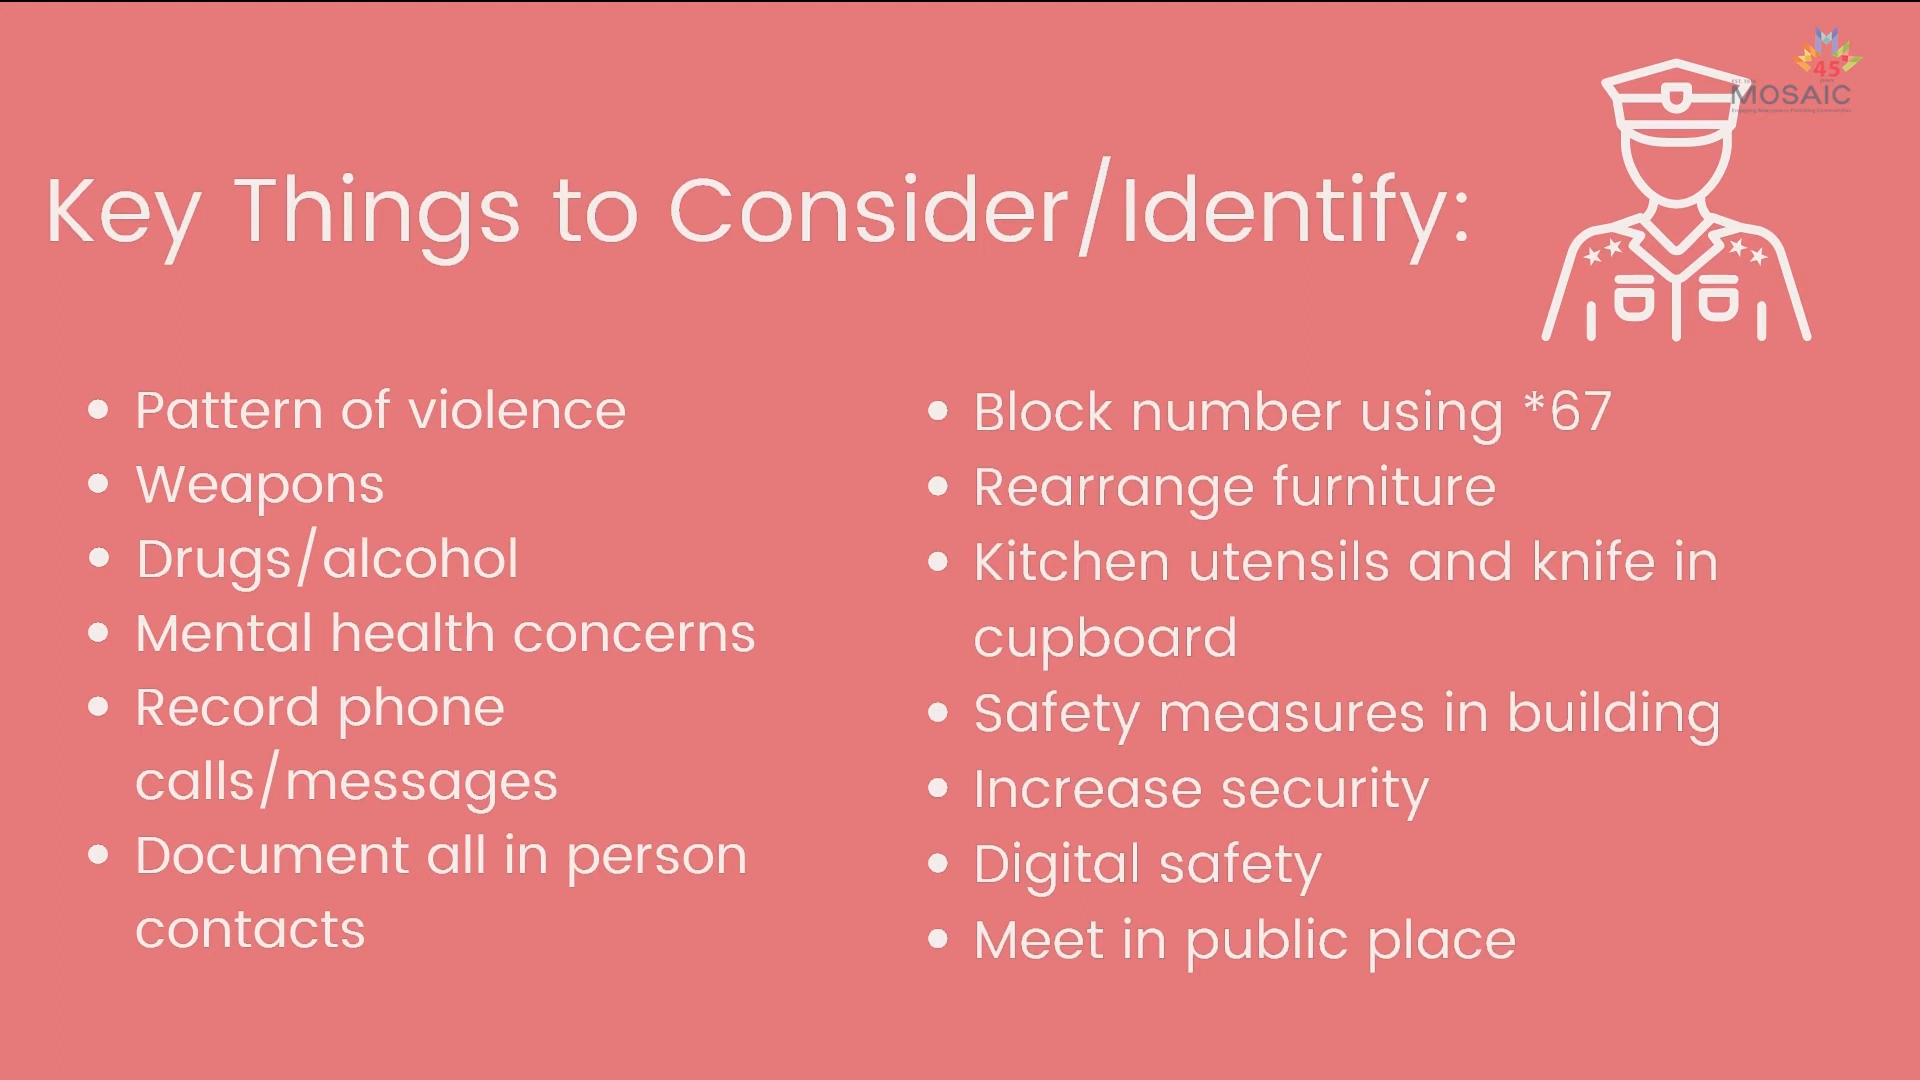 45
MOSAIC
Key Things to Consider/Identify:
Pattern of violence
Weapons
Drugs/alcohol
Mental health concerns
Record phone
calls/messages
Document all in person
contacts
Block number using *67
Rearrange furniture
Kitchen utensils and knife in
cupboard
Safety measures in building
Increase security
Digital safety
Meet in public place